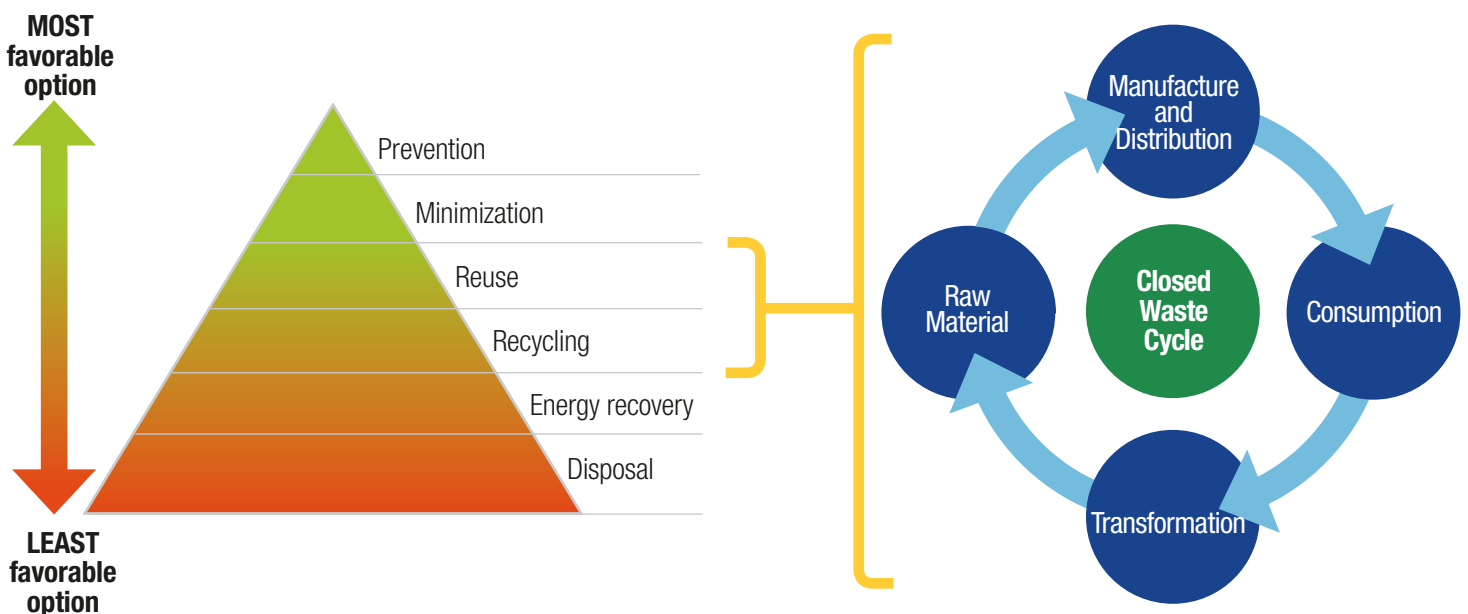 MOST
favorable
option
Prevention
Minimization
Reuse
Recycling
Energy recovery
Disposal
LEAST
favorable
option
Manufacture
and
Distribution
Raw
Material
Closed
Waste
Cycle
Consumption
Transformation